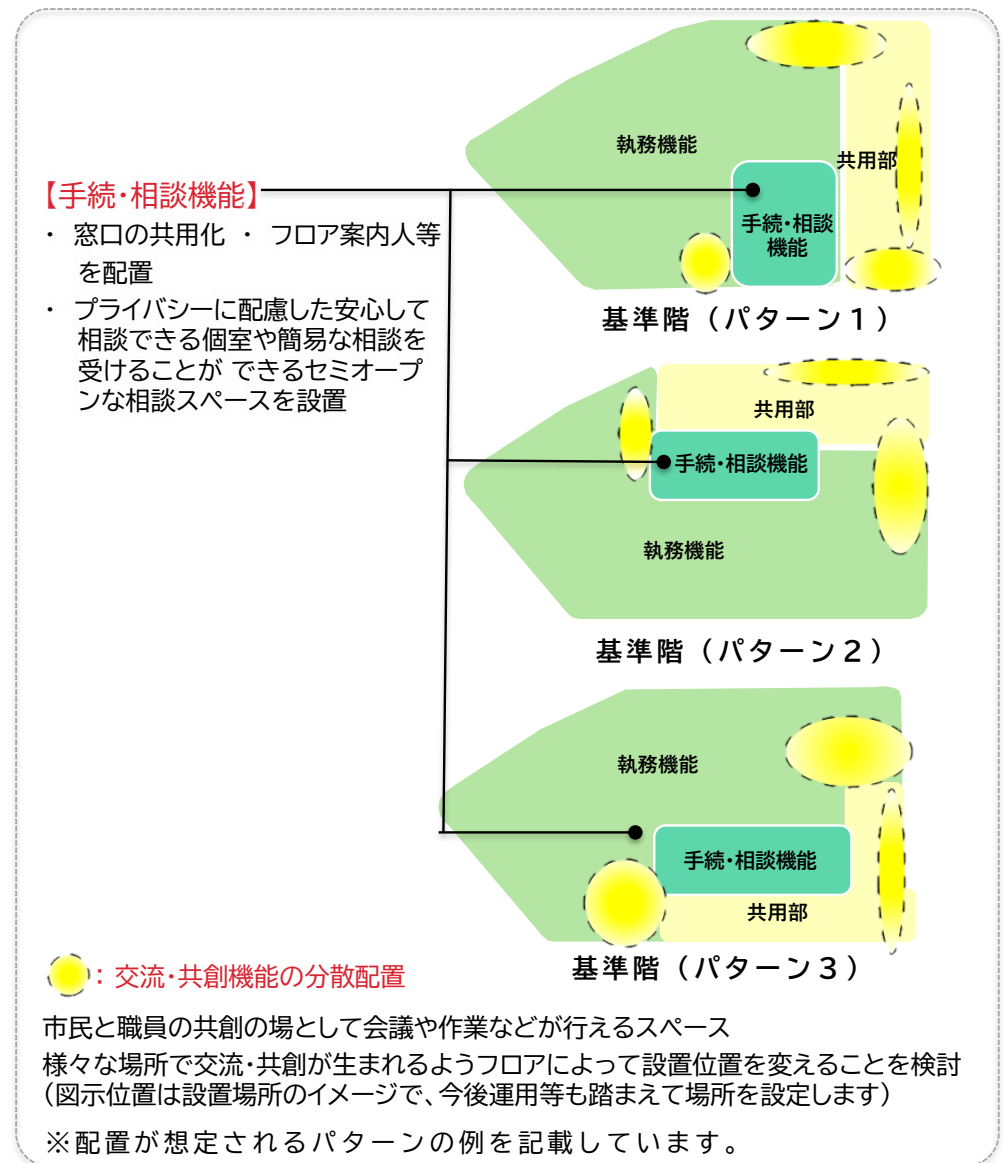 執務機能
共用部
手続・相談
機能
基準階（パターン１）
【手続・相談機能】
・ 窓口の共用化 ・ フロア案内人等
を配置
・ プライバシーに配慮した安心して
相談できる個室や簡易な相談を
受けることが できるセミオープ
ンな相談スペースを設置
共用部
手続・相談機能
執務機能
基準階（パターン２）
執務機能
手続・相談機能
共用部
基準階（パターン３）
：交流・共創機能の分散配置
市民と職員の共創の場として会議や作業などが行えるスペース
様々な場所で交流・共創が生まれるようフロアによって設置位置を変えることを検討
（図示位置は設置場所のイメージで、今後運用等も踏まえて場所を設定します）
※配置が想定されるパターンの例を記載しています。